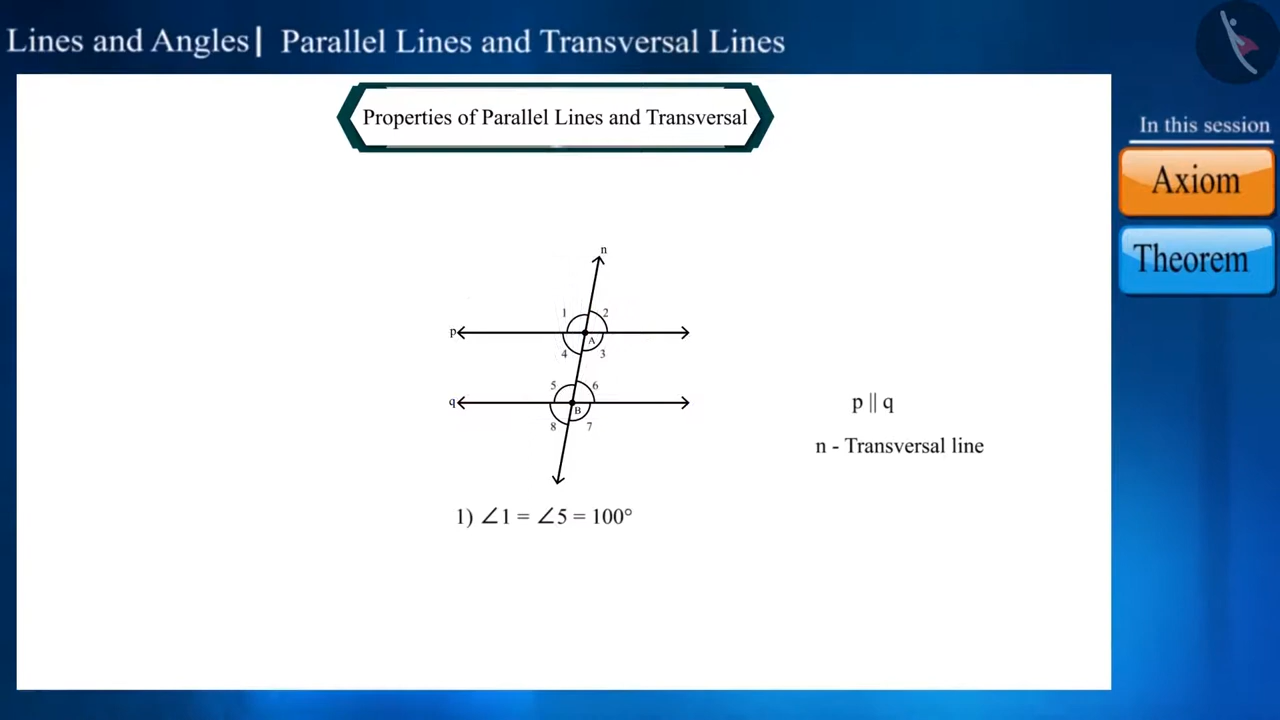 Lines and Angles| Parallel Lines and Transversal Lines
Properties of Parallel Lines and Transversal
In this session
Axiom
Theorem
n
1 2
p
A
4 3
5 6
q
B
8 7
p || q
n - Transversal line
1) ∠1 = ∠5 = 100°